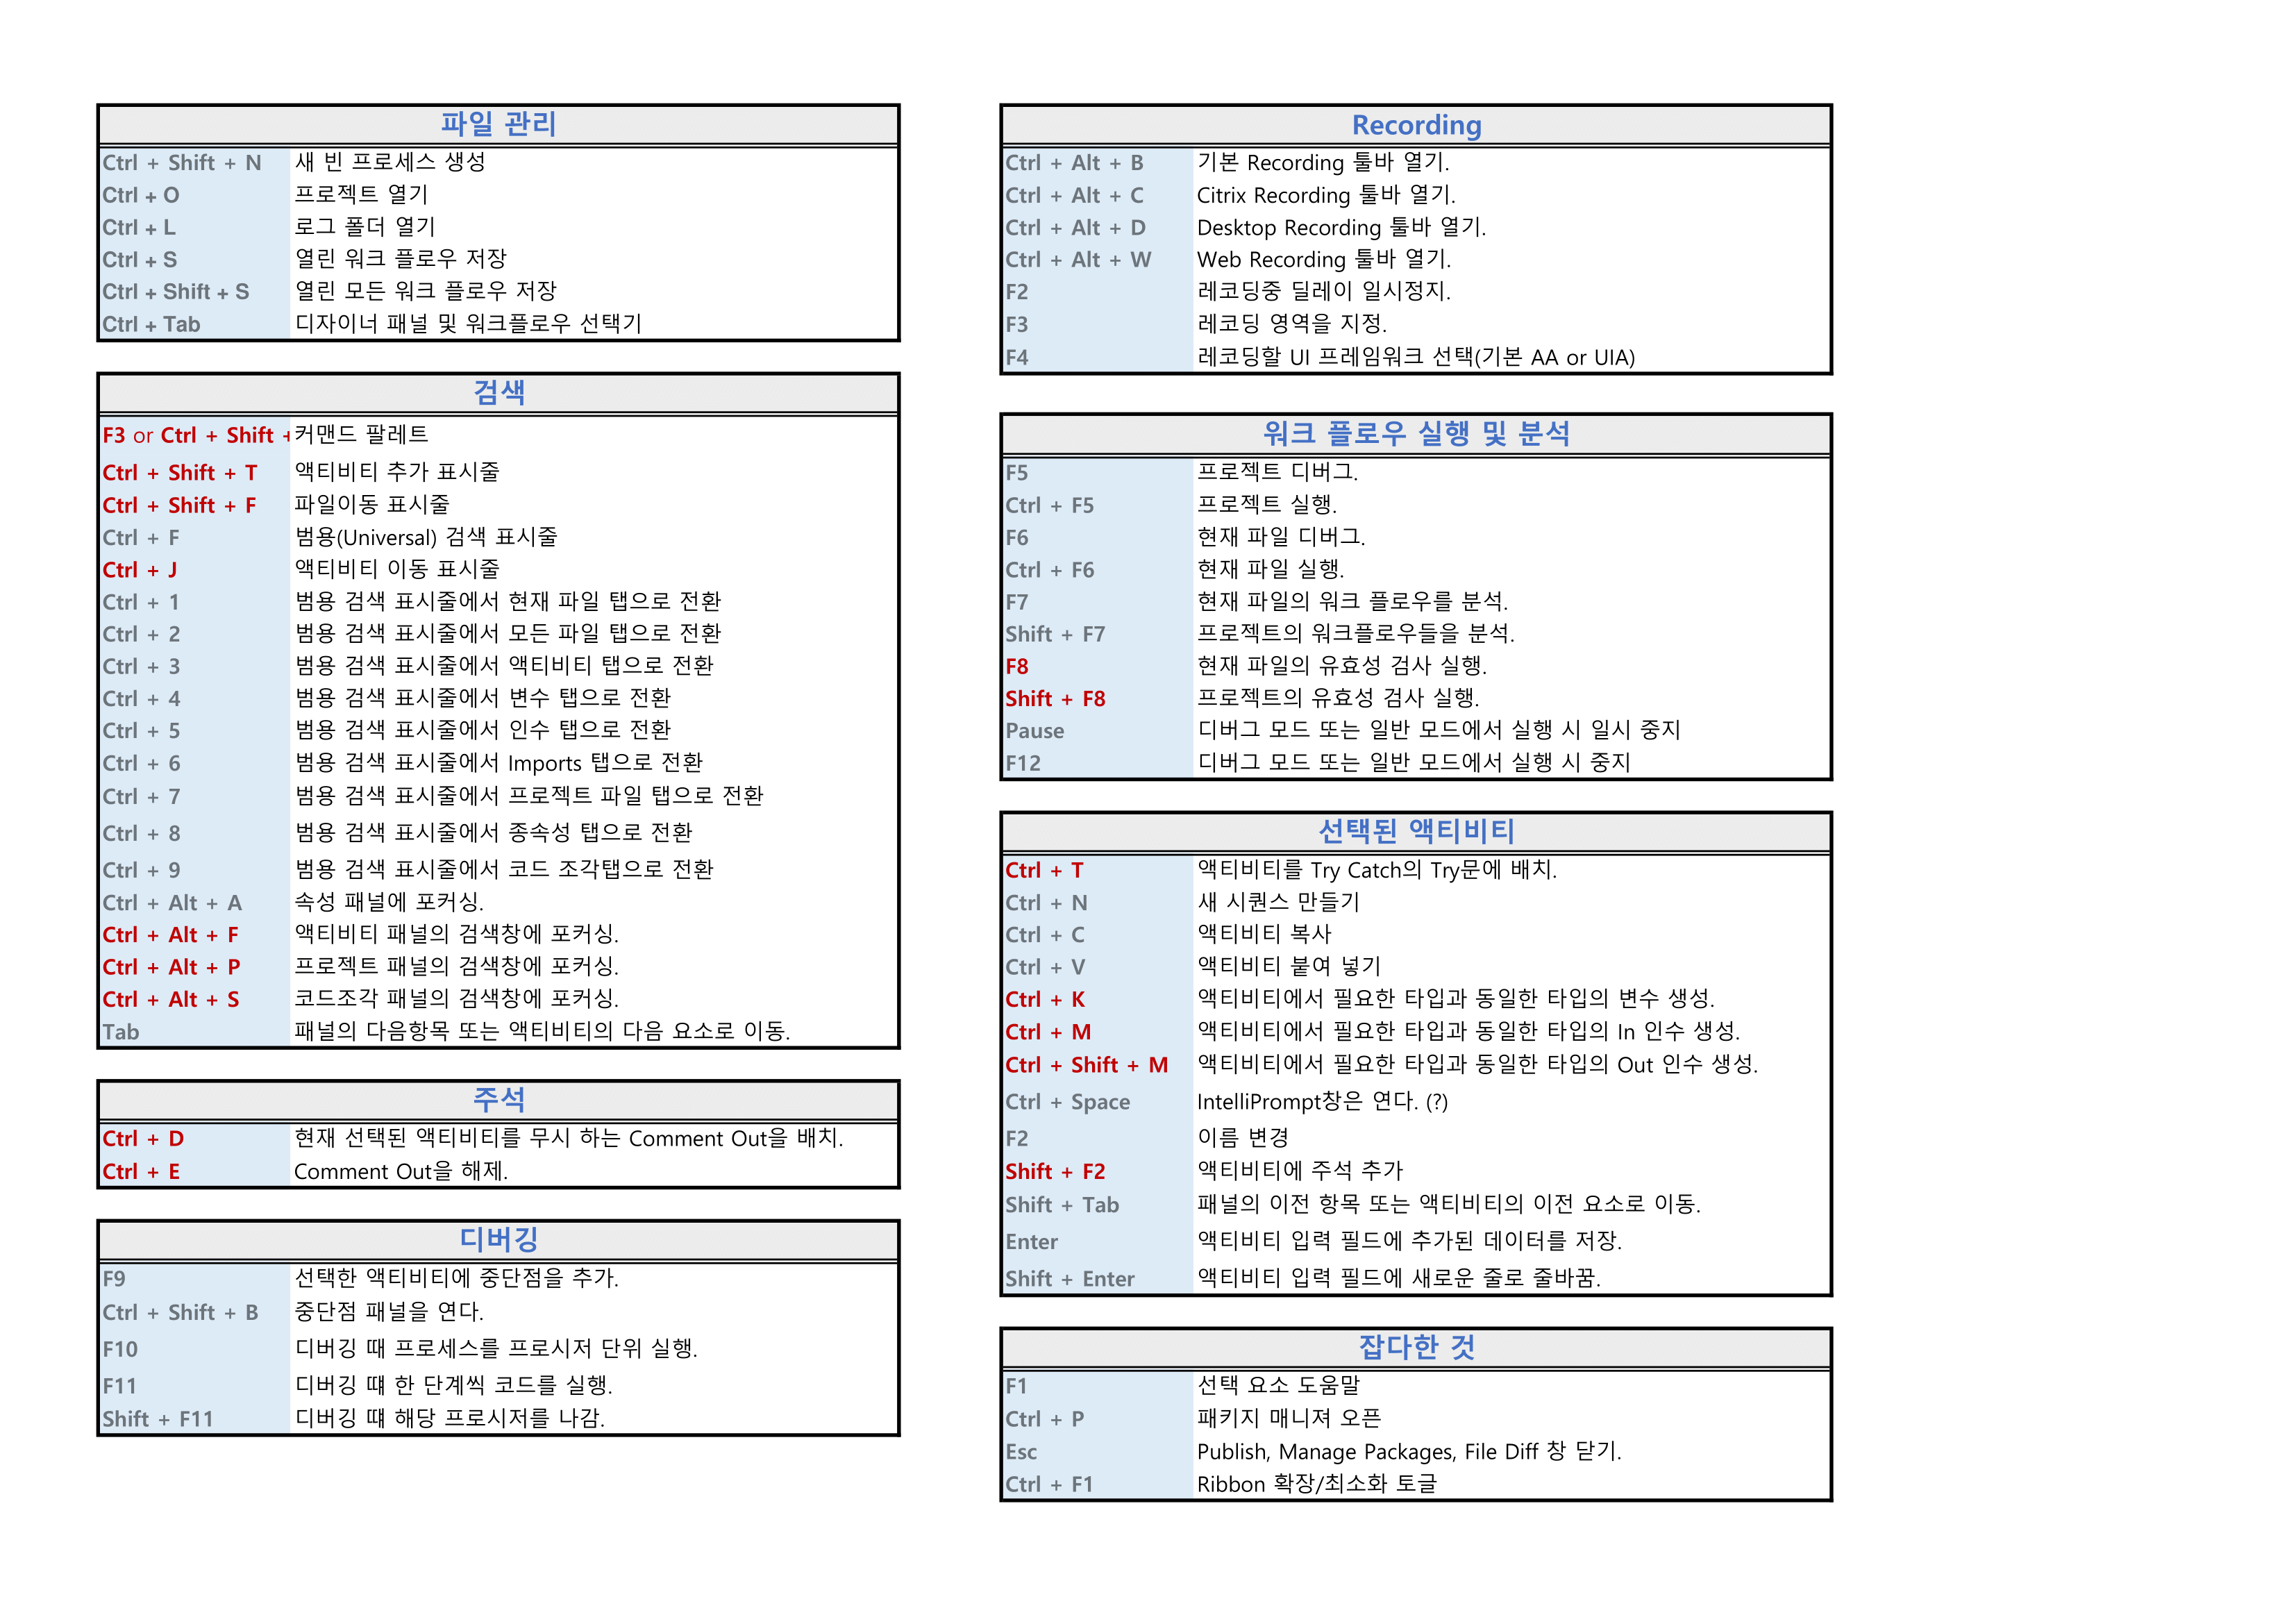 파일 관리
Ctrl + Shift + N 새 빈 프로세스 생성
Ctrl + O 프로젝트 열기
Ctrl + L 로그 폴더 열기
Ctrl + S 열린 워크 플로우 저장
Ctrl + Shift + S 열린 모든 워크 플로우 저장
Ctrl + Tab 디자이너 패널 및 워크플로우 선택기
검색
F3 or Ctrl + Shift + 커맨드 팔레트
Ctrl + Shift + T 액티비티 추가 표시줄
Ctrl + Shift + F 파일이동 표시줄
Ctrl + F 범용(Universal) 검색 표시줄
Ctrl + J 액티비티 이동 표시줄
Ctrl + 1 범용 검색 표시줄에서 현재 파일 탭으로 전환
Ctrl + 2 범용 검색 표시줄에서 모든 파일 탭으로 전환
Ctrl + 3 범용 검색 표시줄에서 액티비티 탭으로 전환
Ctrl + 4 범용 검색 표시줄에서 변수 탭으로 전환
Ctrl + 5 범용 검색 표시줄에서 인수 탭으로 전환
Ctrl + 6 범용 검색 표시줄에서 Imports 탭으로 전환
Ctrl + 7 범용 검색 표시줄에서 프로젝트 파일 탭으로 전환
Ctrl + 8 범용 검색 표시줄에서 종속성 탭으로 전환
Ctrl + 9 범용 검색 표시줄에서 코드 조각탭으로 전환
Ctrl + Alt + A 속성 패널에 포커싱.
Ctrl + Alt + F 액티비티 패널의 검색창에 포커싱.
Ctrl + Alt + P 프로젝트 패널의 검색창에 포커싱.
Ctrl + Alt + S 코드조각 패널의 검색창에 포커싱.
Tab 패널의 다음항목 또는 액티비티의 다음 요소로 이동.
주석
Ctrl + D 현재 선택된 액티비티를 무시 하는 Comment Out을 배치.
Ctrl + E Comment Out을 해제.
디버깅
F9 선택한 액티비티에 중단점을 추가.
Ctrl + Shift + B 중단점 패널을 연다.
F10 디버깅 때 프로세스를 프로시저 단위 실행.
F11 디버깅 떄 한 단계씩 코드를 실행.
Shift + F11 디버깅 떄 해당 프로시저를 나감.
Recording
Ctrl + Alt + B 기본 Recording 툴바 열기.
Ctrl + Alt + C Citrix Recording 툴바 열기.
Ctrl + Alt + D Desktop Recording 툴바 열기.
Ctrl + Alt + W Web Recording 툴바 열기.
F2 레코딩중 딜레이 일시정지.
F3 레코딩 영역을 지정.
F4 레코딩할 UI 프레임워크 선택(기본 AA or UIA)
워크 플로우 실행 및 분석
F5 프로젝트 디버그.
Ctrl + F5 프로젝트 실행.
F6 현재 파일 디버그.
Ctrl + F6 현재 파일 실행.
F7 현재 파일의 워크 플로우를 분석.
Shift + F7 프로젝트의 워크플로우들을 분석.
F8 현재 파일의 유효성 검사 실행.
Shift + F8 프로젝트의 유효성 검사 실행.
Pause 디버그 모드 또는 일반 모드에서 실행 시 일시 중지
F12 디버그 모드 또는 일반 모드에서 실행 시 중지
선택된 액티비티
Ctrl + T 액티비티를 Try Catch의 Try문에 배치.
Ctrl + N 새 시퀀스 만들기
Ctrl + C 액티비티 복사
Ctrl + V 액티비티 붙여 넣기
Ctrl + K 액티비티에서 필요한 타입과 동일한 타입의 변수 생성.
Ctrl + M 액티비티에서 필요한 타입과 동일한 타입의 In 인수 생성.
Ctrl + Shift + M 액티비티에서 필요한 타입과 동일한 타입의 Out 인수 생성.
Ctrl + Space IntelliPrompt창은 연다. (?)
F2 이름 변경
Shift + F2 액티비티에 주석 추가
Shift + Tab 패널의 이전 항목 또는 액티비티의 이전 요소로 이동.
Enter 액티비티 입력 필드에 추가된 데이터를 저장.
Shift + Enter 액티비티 입력 필드에 새로운 줄로 줄바꿈.
잡다한 것
F1 선택 요소 도움말
Ctrl + P 패키지 매니져 오픈
Esc Publish, Manage Packages, File Diff 창 닫기.
Ctrl + F1 Ribbon 확장/최소화 토글